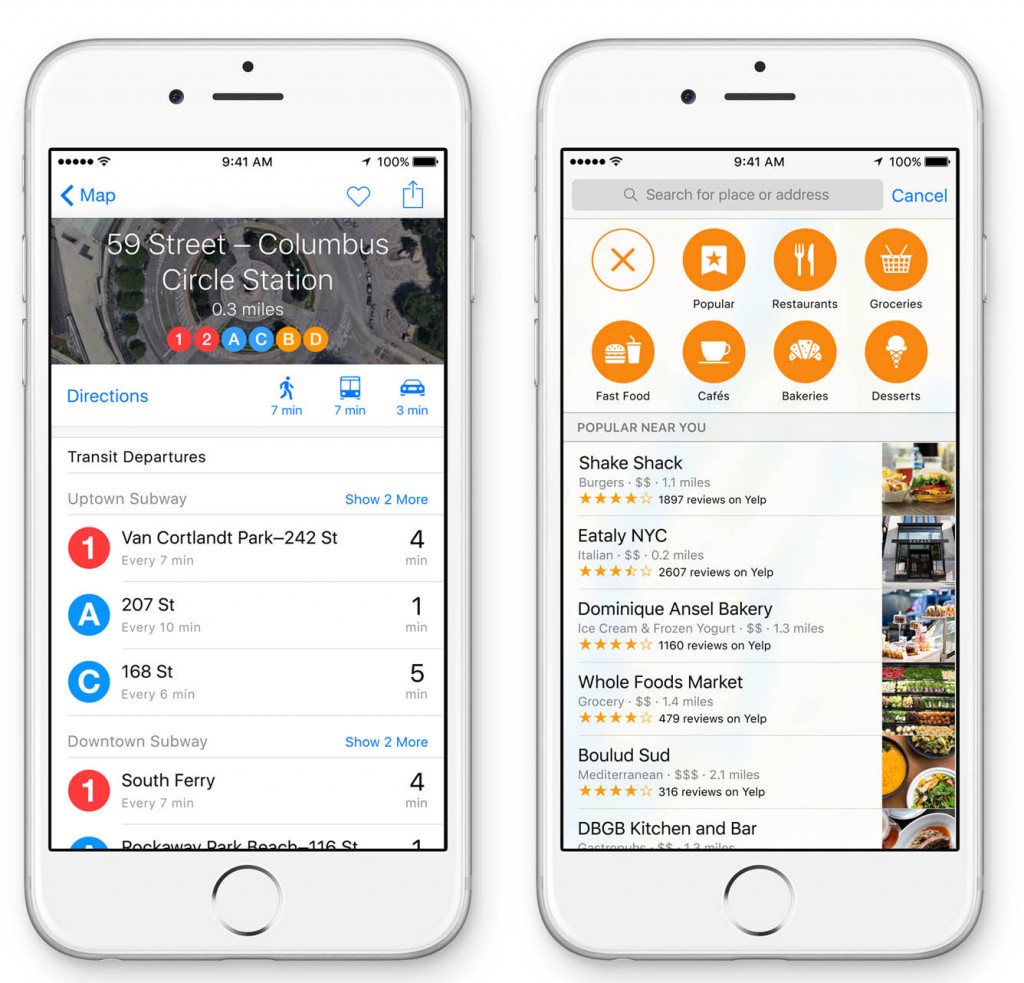 9:41 AM
100%
Map
59 Street – Columbus
Circle Station
0.3 miles
1 2 A C B D
Directions
7 min
7 min
3 min
Transit Departures
Uptown Subway
Show 2 More
1
Van Cortlandt Park–242 St
4
Every 7 min
min
A
207 St
1
Every 10 min
min
C
168 St
5
Every 6 min
min
Downtown Subway
Show 2 More
1
South Ferry
4
Every 7 min
min
A
Rockaway Park Beach–116 St
1
9:41 AM
100%
Search for place or address
Cancel
Popular
Restaurants
Groceries
Fast Food
Cafés
Bakeries
Desserts
POPULAR NEAR YOU
Shake Shack
Burgers · $$ · 1.1 miles
1897 reviews on Yelp
Eataly NYC
Italian · $$ · 0.2 miles
2607 reviews on Yelp
Dominique Ansel Bakery
Ice Cream & Frozen Yogurt · $$ · 1.3 miles
1160 reviews on Yelp
Whole Foods Market
Grocery · $$ · 1.4 miles
479 reviews on Yelp
Boulud Sud
Mediterranean · $$$ · 2.1 miles
316 reviews on Yelp
DBGB Kitchen and Bar
Gastropubs · $$ · 1.3 miles
EATALY